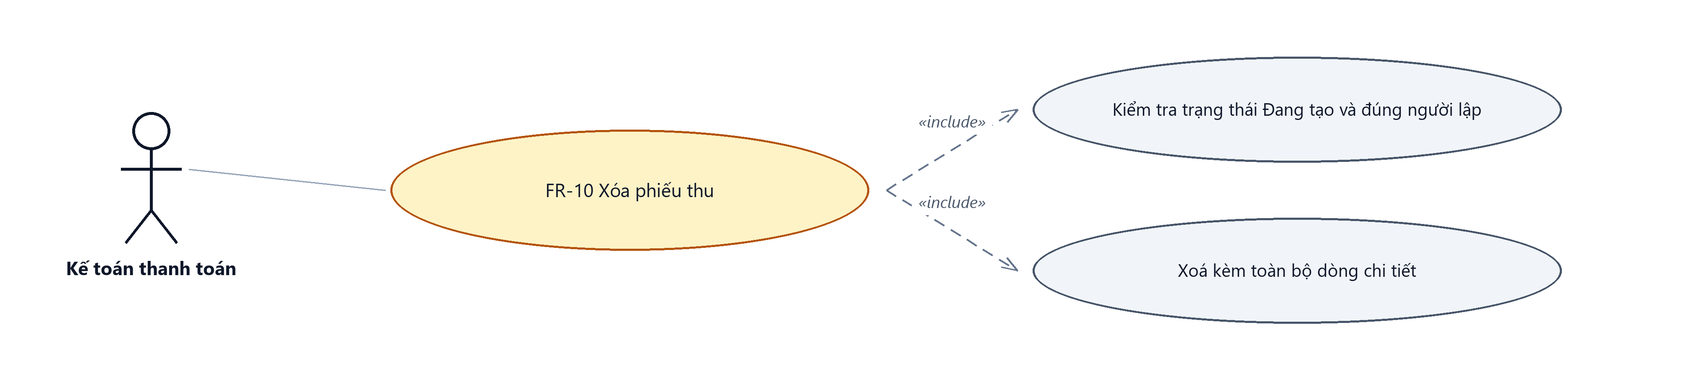 Kế toán thanh toán
FR-10 Xóa phiếu thu
«include»
«include»
Kiểm tra trạng thái Đang tạo và đúng người lập
Xoá kèm toàn bộ dòng chi tiết